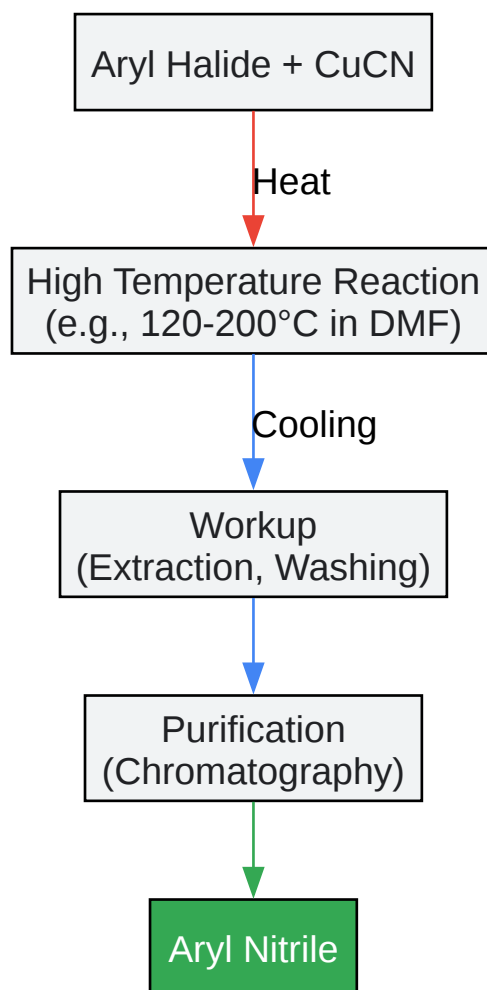 Aryl Halide + CuCN
Heat
High Temperature Reaction
(e.g., 120-200°C in DMF)
Cooling
Workup
(Extraction, Washing)
Purification
(Chromatography)
Aryl Nitrile